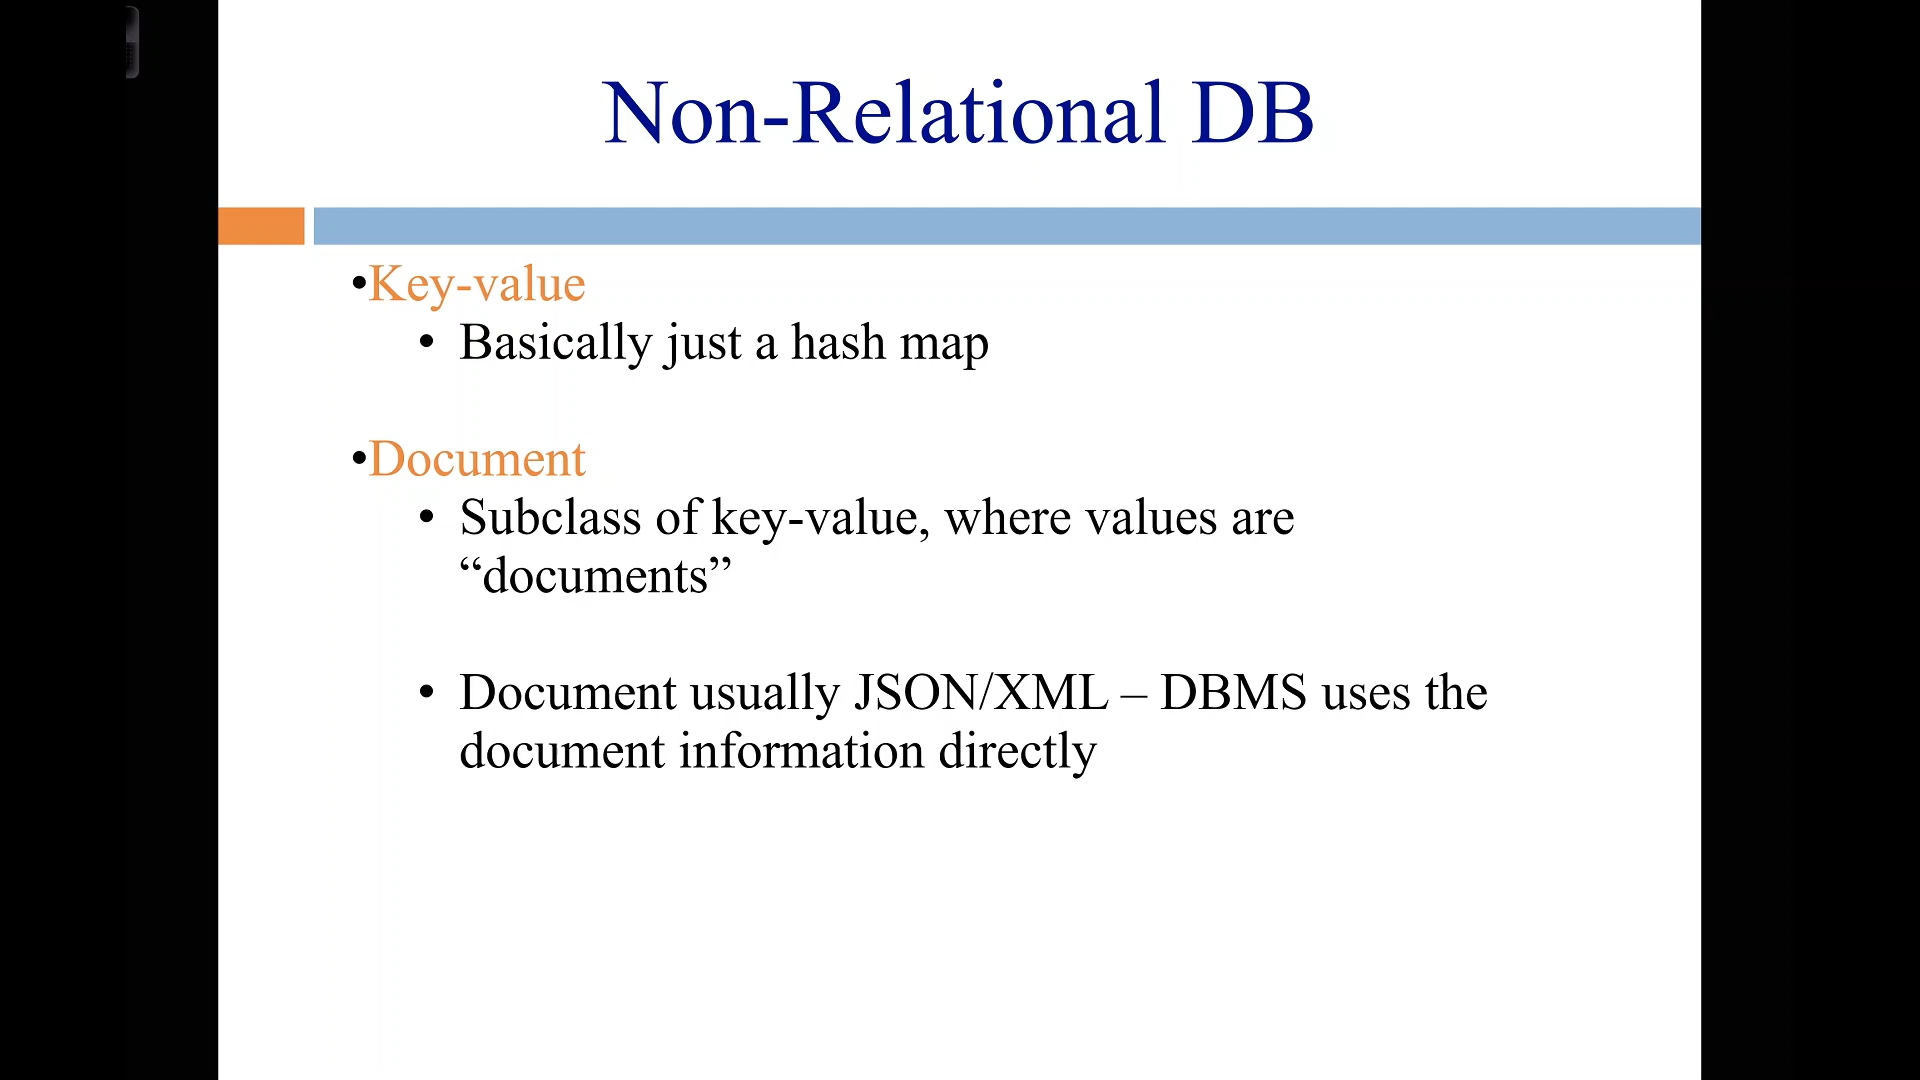 Non-Relational DB
•Key-value
• Basically just a hash map
•Document
• Subclass of key-value, where values are
“documents”
• Document usually JSON/XML – DBMS uses the
document information directly